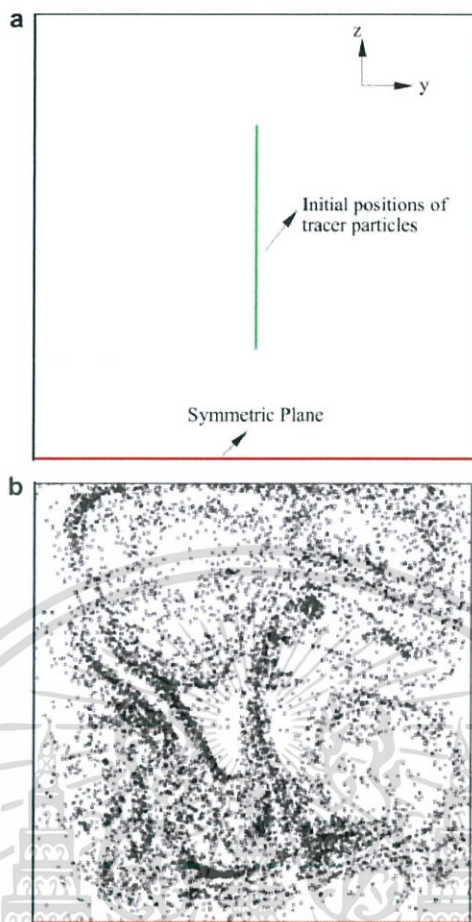 a
z
y
Initial positions of
tracer particles
Symmetric Plane
b